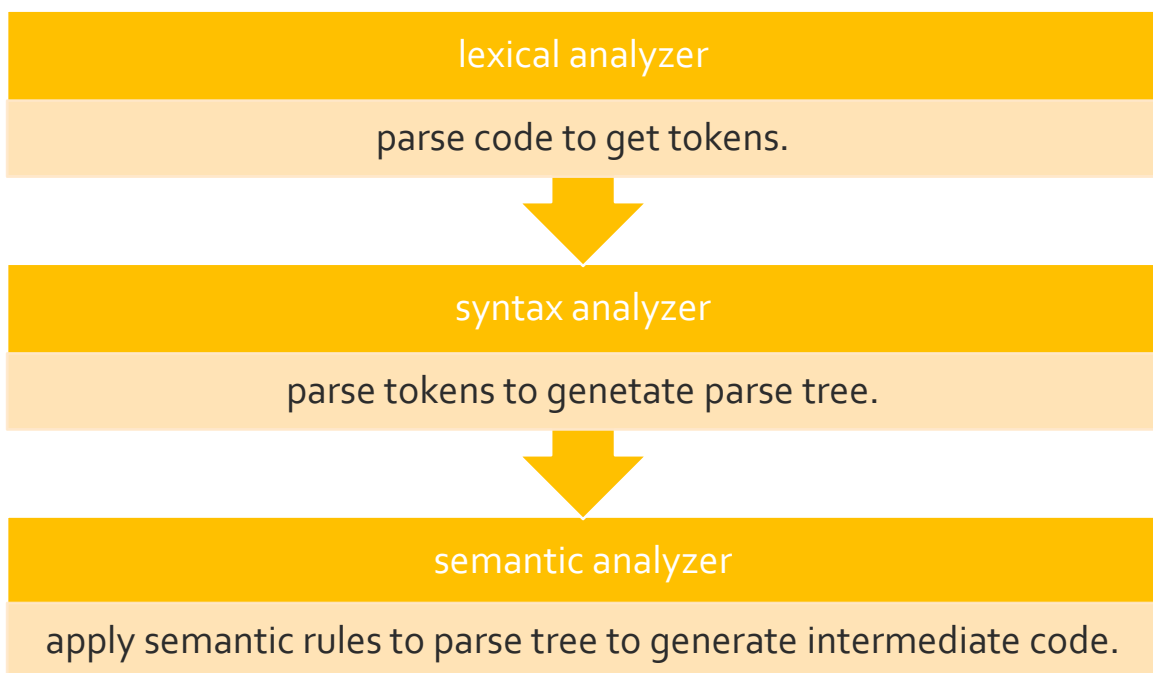 lexical analyzer
parse code to get tokens.
syntax analyzer
parse tokens to genetate parse tree.
semantic analyzer
apply semantic rules to parse tree to generate intermediate code.